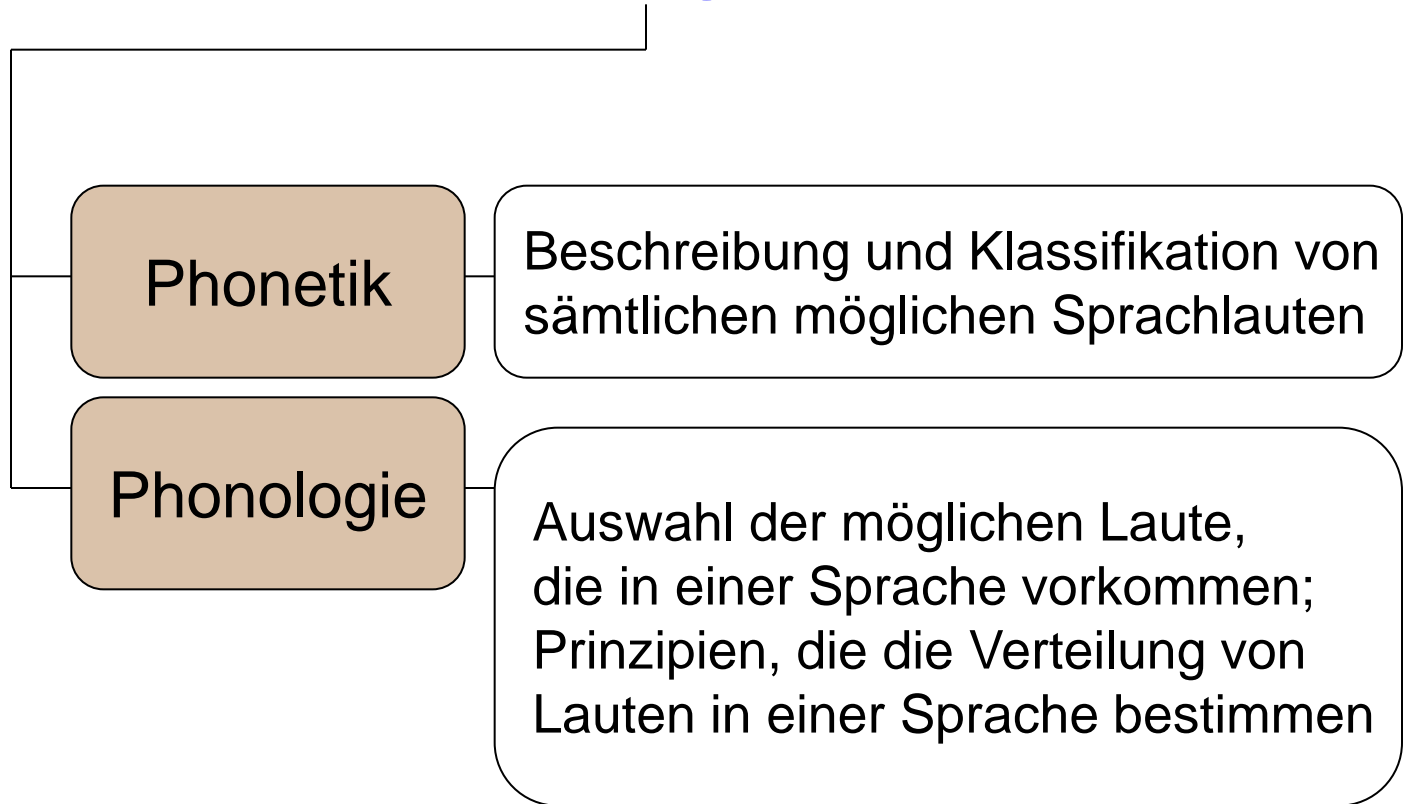 Phonetik
Beschreibung und Klassifikation von
sämtlichen möglichen Sprachlauten
Phonologie
Auswahl der möglichen Laute,
die in einer Sprache vorkommen;
Prinzipien, die die Verteilung von
Lauten in einer Sprache bestimmen